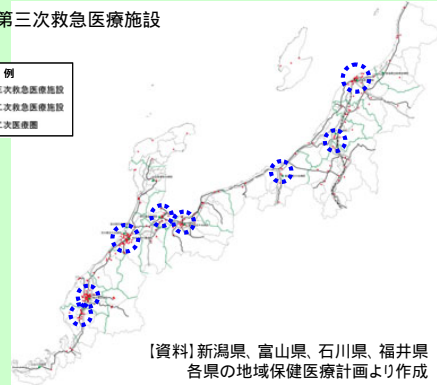 第三次救急医療施設
例
次救急医療施設
次救急医療施設
次医療圏
【資料】新潟県、富山県、石川県、福井県
各県の地域保健医療計画より作成